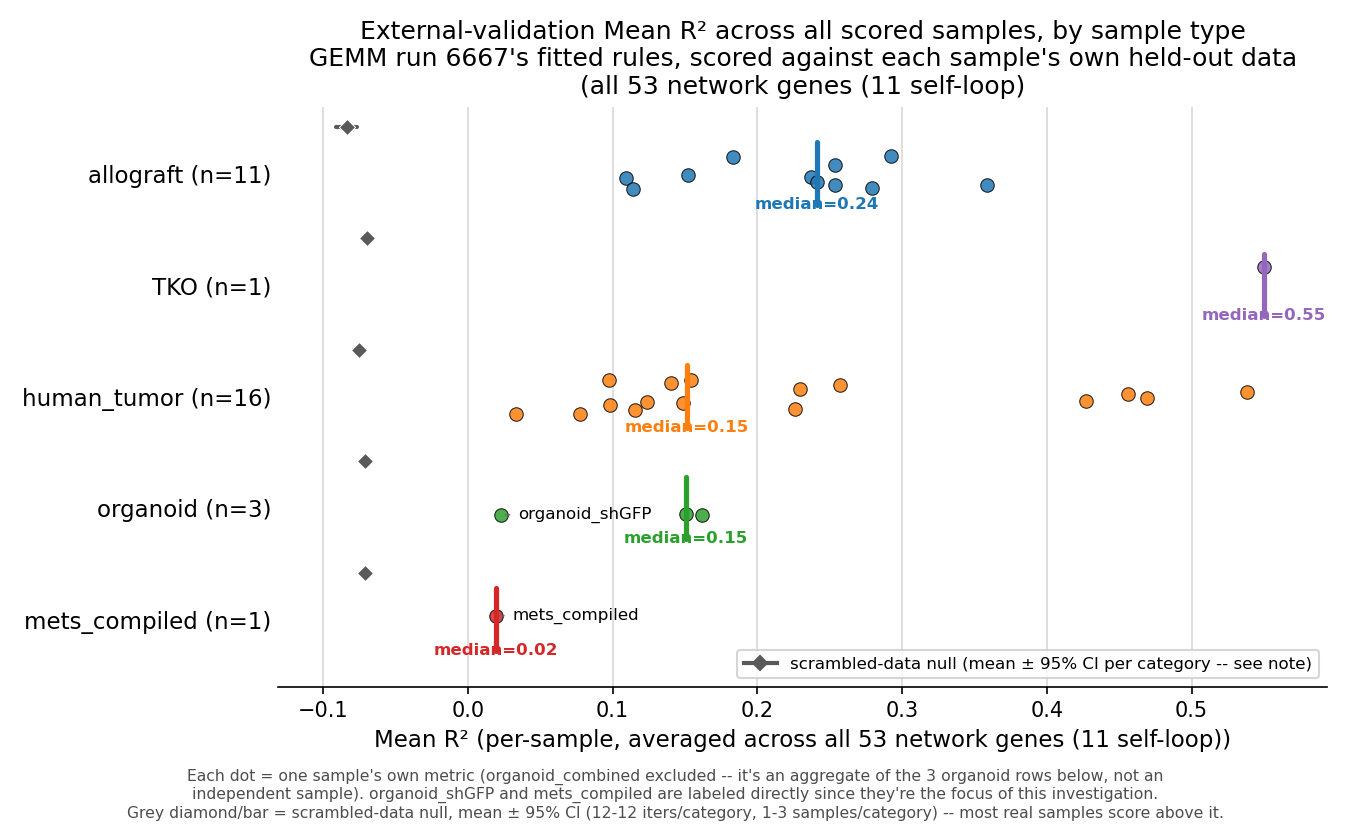 External-validation Mean R² across all scored samples, by sample type
GEMM run 6667's fitted rules, scored against each sample's own held-out data
(all 53 network genes (11 self-loop)
allograft (n=11)
median=0.24
TKO (n=1)
median=0.55
human_tumor (n=16)
median=0.15
organoid (n=3)
organoid_shGFP
median=0.15
mets_compiled (n=1)
mets_compiled
median=0.02
scrambled-data null (mean ± 95% CI per category -- see note)
−0.1 0.0 0.1 0.2 0.3 0.4 0.5
Mean R² (per-sample, averaged across all 53 network genes (11 self-loop))
Each dot = one sample's own metric (organoid_combined excluded -- it's an aggregate of the 3 organoid rows below, not an
independent sample). organoid_shGFP and mets_compiled are labeled directly since they're the focus of this investigation.
Grey diamond/bar = scrambled-data null, mean ± 95% CI (12-12 iters/category, 1-3 samples/category) -- most real samples score above it.